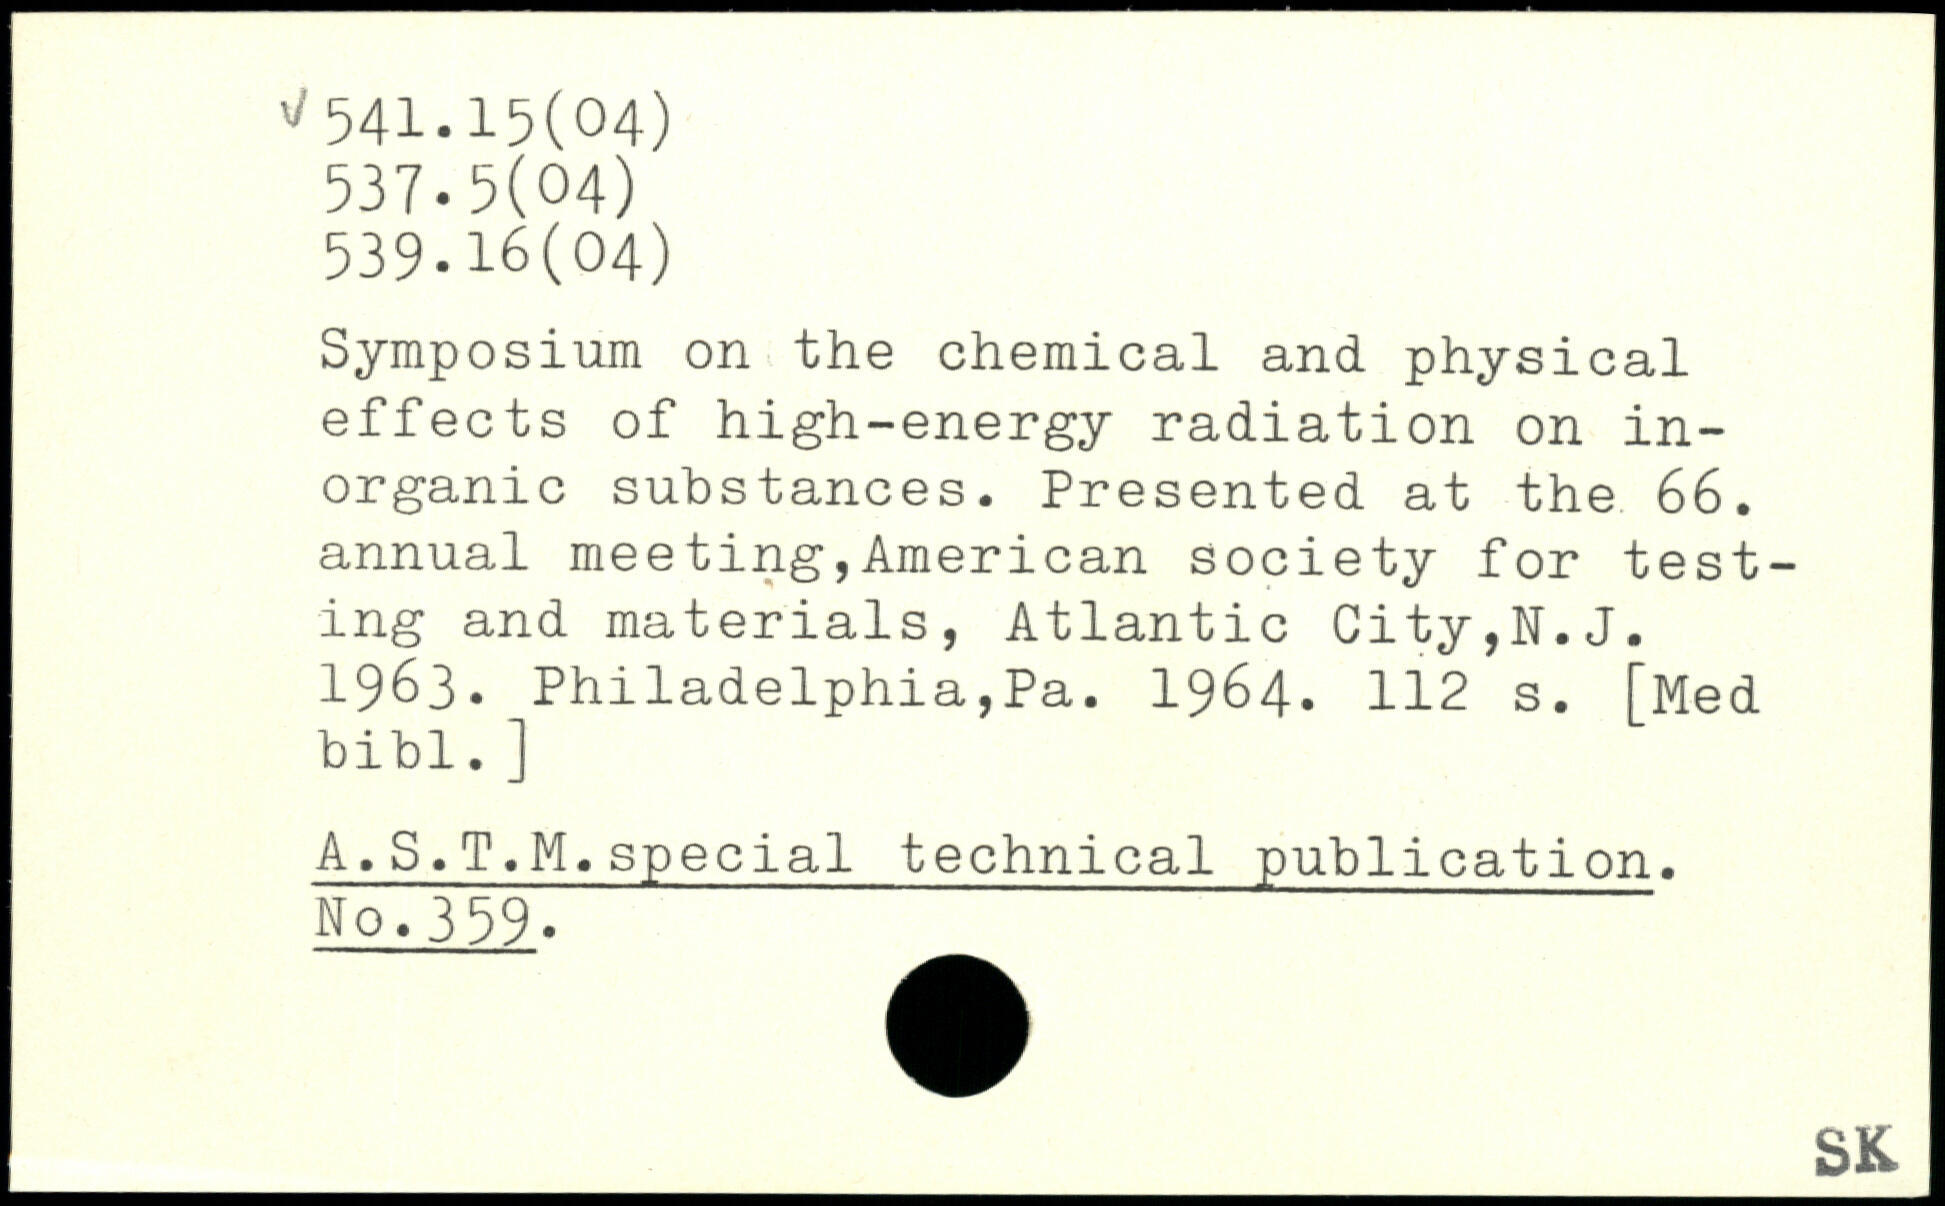 ✓ 541.15(04)
537.5(04)
539.16(04)
Symposium on the chemical and physical
effects of high-energy radiation on in-
organic substances. Presented at the 66.
annual meeting,American society for test-
ing and materials, Atlantic City,N.J.
1963. Philadelphia,Pa. 1964. 112 s. [Med
bibl.]
A.S.T.M.special technical publication.
No.359.
SK